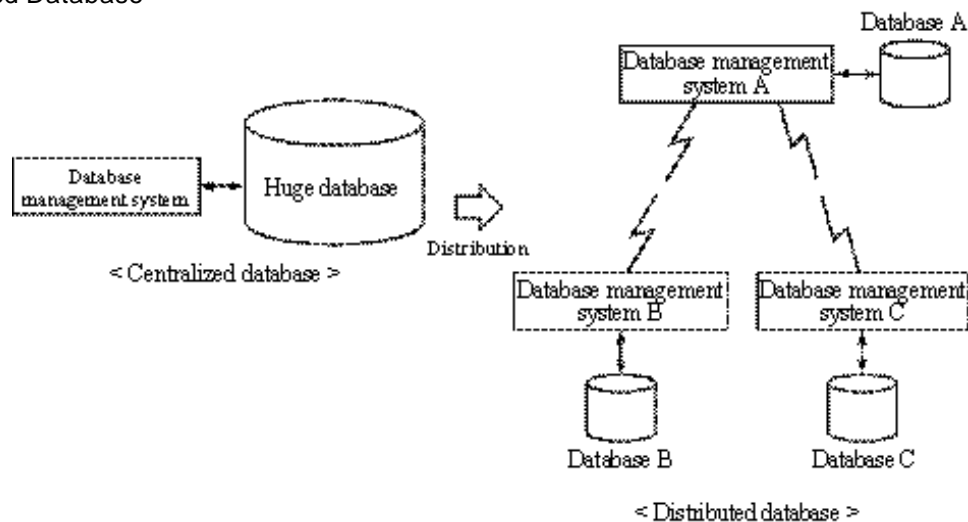 Database
Database A
Database management
system A
Database
management system
Huge database
Distribution
< Centralized database >
Database management
system B
Database management
system C
Database B
Database C
< Distributed database >